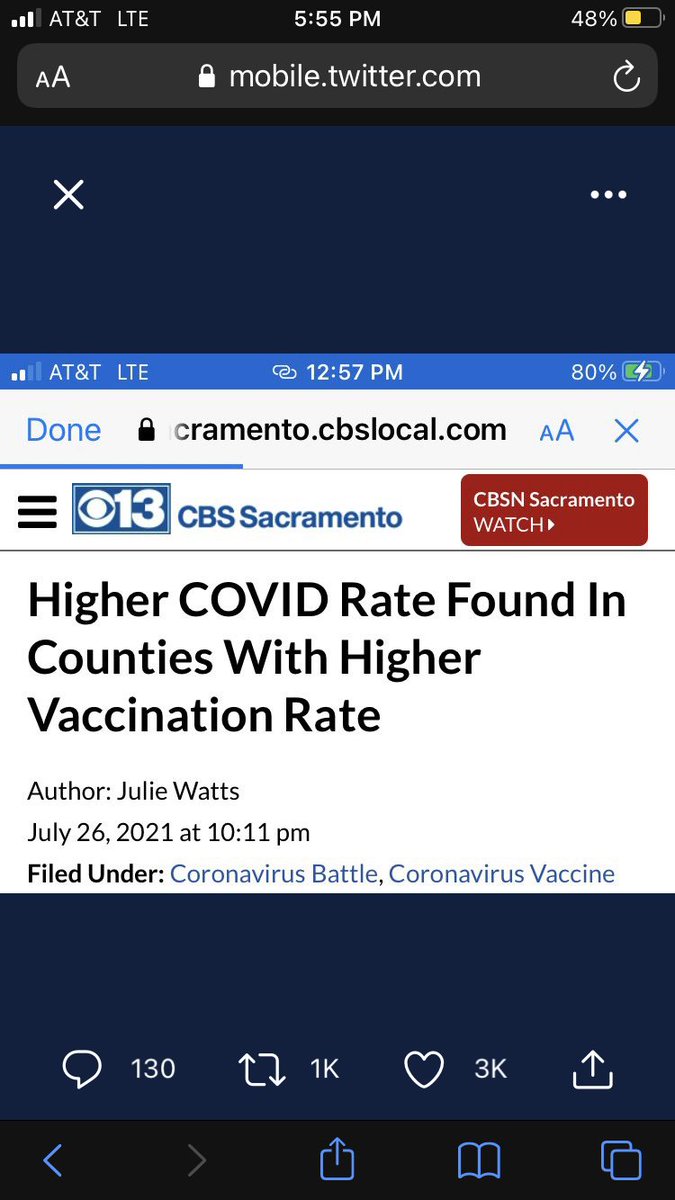 AT&T LTE 5:55 PM 48%
AA mobile.twitter.com
AT&T LTE 12:57 PM 80%
Done cramento.cbslocal.com AA
13 CBS Sacramento
CBSN Sacramento
WATCH
Higher COVID Rate Found In
Counties With Higher
Vaccination Rate
Author: Julie Watts
July 26, 2021 at 10:11 pm
Filed Under: Coronavirus Battle, Coronavirus Vaccine
130 1K 3K